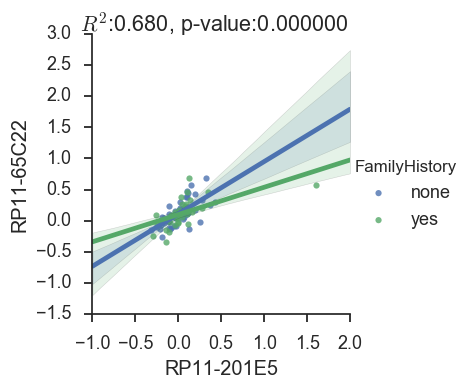 R²:0.680, p-value:0.000000
3.0
2.5
2.0
1.5
1.0
0.5
0.0
−0.5
−1.0
−1.5
RP11-65C22
−1.0 −0.5 0.0 0.5 1.0 1.5 2.0
RP11-201E5
FamilyHistory
none
yes